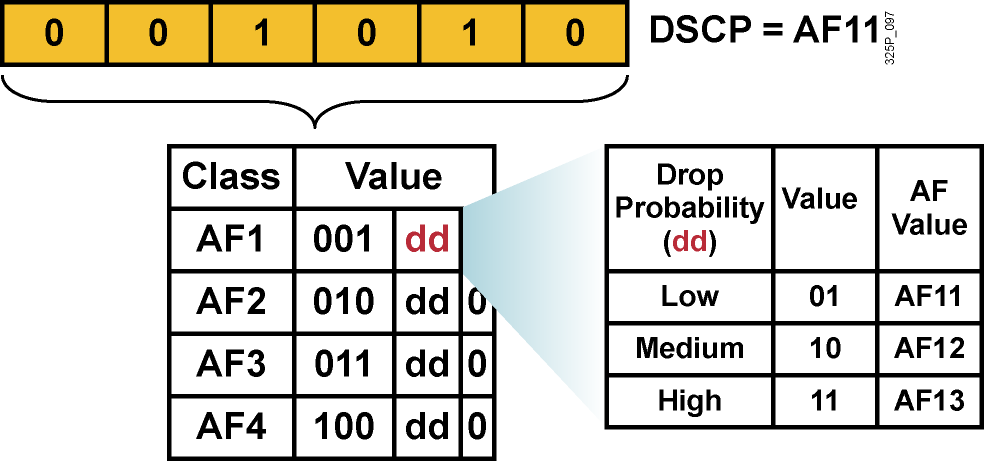 0 0 1 0 1 0 DSCP = AF11
325P_097
Class Value
AF1 001 dd
AF2 010 dd 0
AF3 011 dd 0
AF4 100 dd 0
Drop
Probability
(dd)
Value
AF
Value
Low 01 AF11
Medium 10 AF12
High 11 AF13